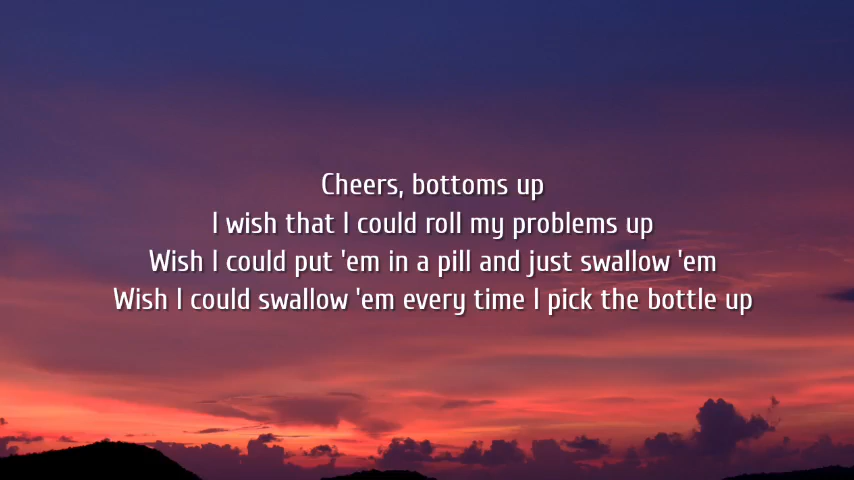 Cheers, bottoms up
I wish that I could roll my problems up
Wish I could put 'em in a pill and just swallow 'em
Wish I could swallow 'em every time I pick the bottle up